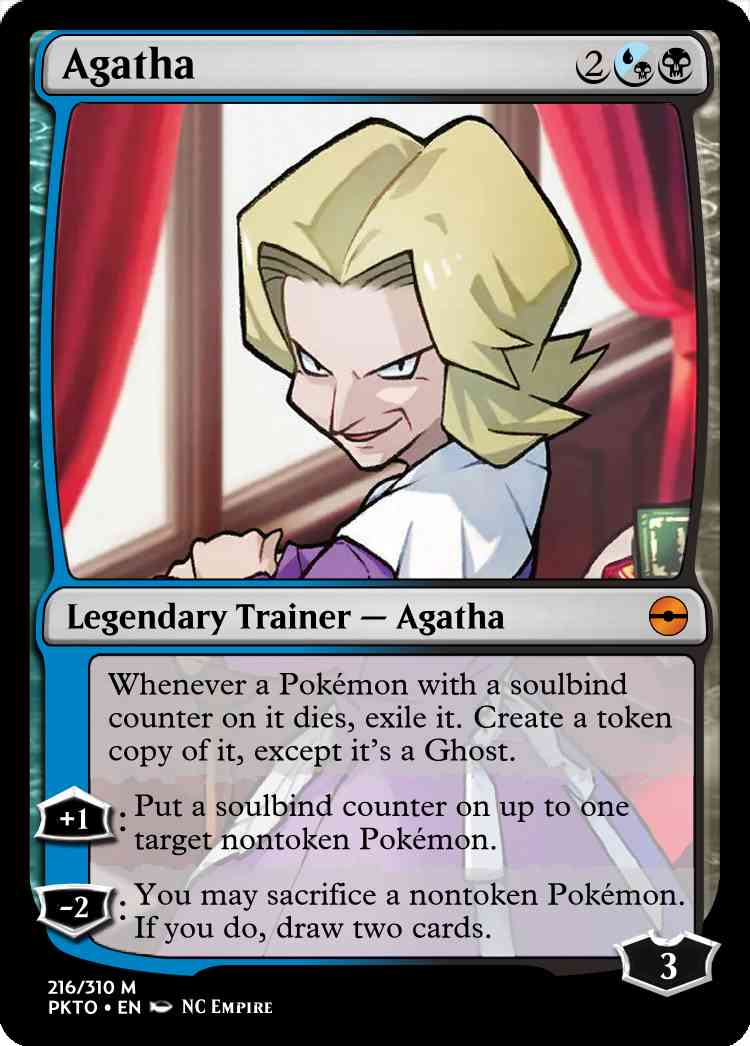 Agatha 2
Legendary Trainer — Agatha
Whenever a Pokémon with a soulbind
counter on it dies, exile it. Create a token
copy of it, except it's a Ghost.
+1: Put a soulbind counter on up to one
target nontoken Pokémon.
-2: You may sacrifice a nontoken Pokémon.
If you do, draw two cards.
3
216/310 M
PKTO • EN NC EMPIRE